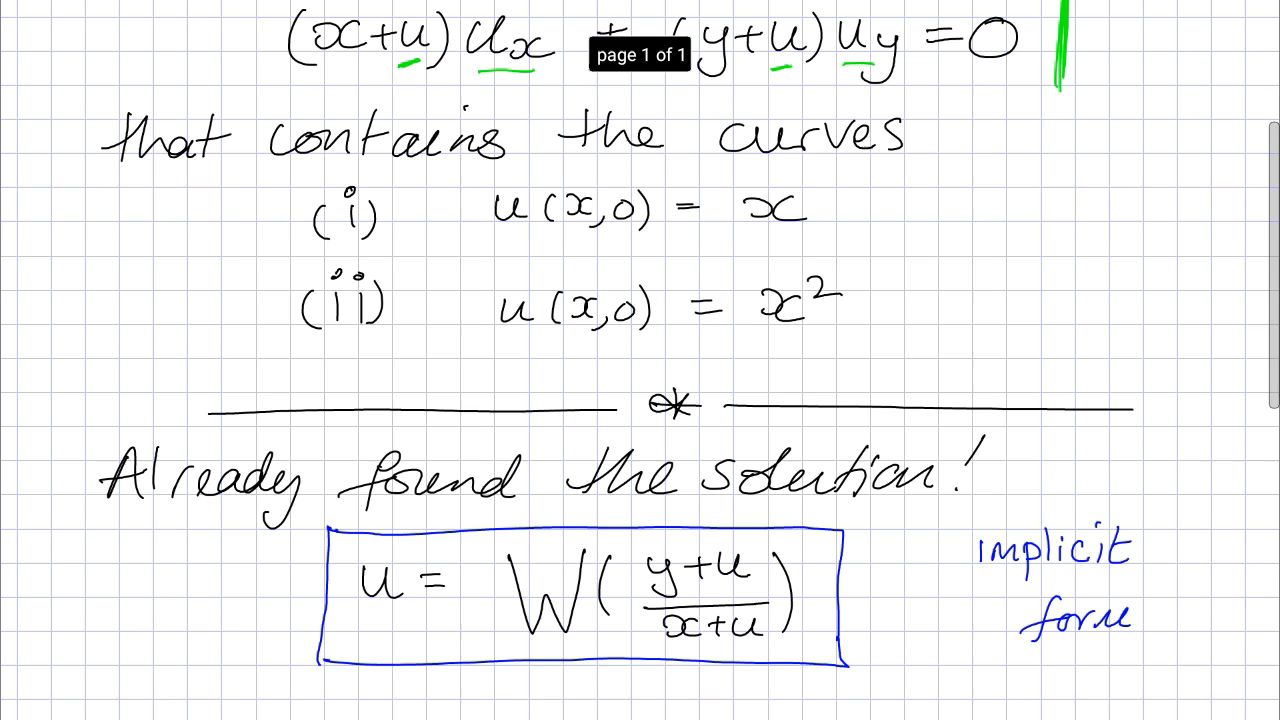 (x+u) ux + (y+u) uy = 0
page 1 of 1
that contains the curves
(i) u(x,0) = x
(ii) u(x,0) = x²
Already found the solution!
u = W( (y+u)/(x+u) )
implicit
form